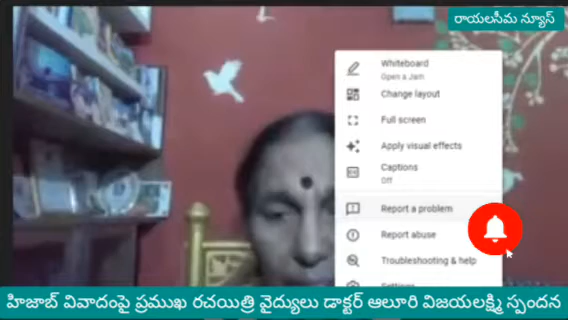 రాయలసీమ న్యూస్
Whiteboard
Open a Jam
Change layout
Full screen
Apply visual effects
Captions
Off
Report a problem
Report abuse
Troubleshooting & help
Settings
హిజాబ్ వివాదంపై ప్రముఖ రచయిత్రి వైద్యులు డాక్టర్ ఆలూరి విజయలక్ష్మి స్పందన